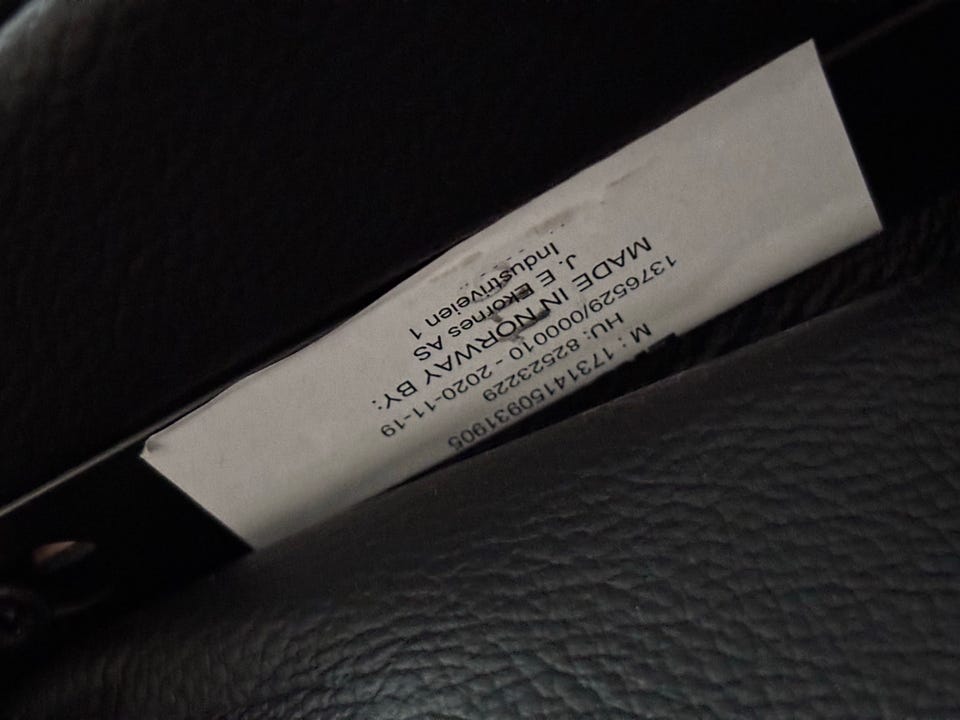 M : 17314150931905
HU: 82523229
1376529/000010 - 2020-11-19
MADE IN NORWAY BY:
J. E Ekornes AS
Industriveien 1